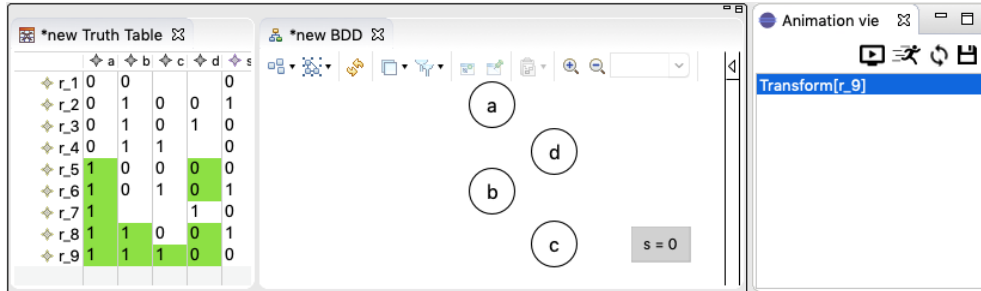 *new Truth Table
a b c d s
r_1 0 0 0
r_2 0 1 0 0 1
r_3 0 1 0 1 0
r_4 0 1 1 0
r_5 1 0 0 0 0
r_6 1 0 1 0 1
r_7 1 1 0
r_8 1 1 0 0 1
r_9 1 1 1 0 0
*new BDD
a
d
b
c
s = 0
Animation vie
Transform[r_9]